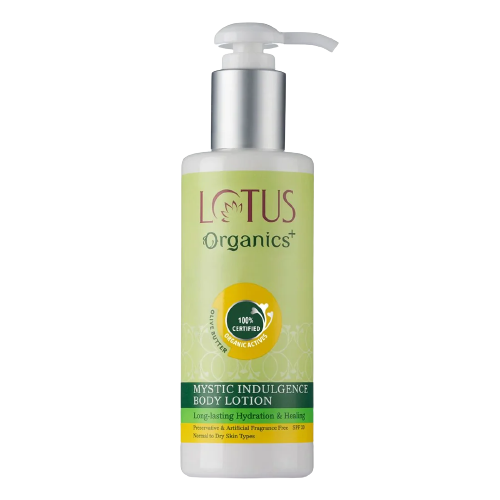 LOTUS
Organics+
100%
CERTIFIED
ORGANIC ACTIVES
OLIVE BUTTER
MYSTIC INDULGENCE
BODY LOTION
Long-lasting Hydration & Healing
Preservative & Artificial Fragrance Free SPF 20
Normal to Dry Skin Types